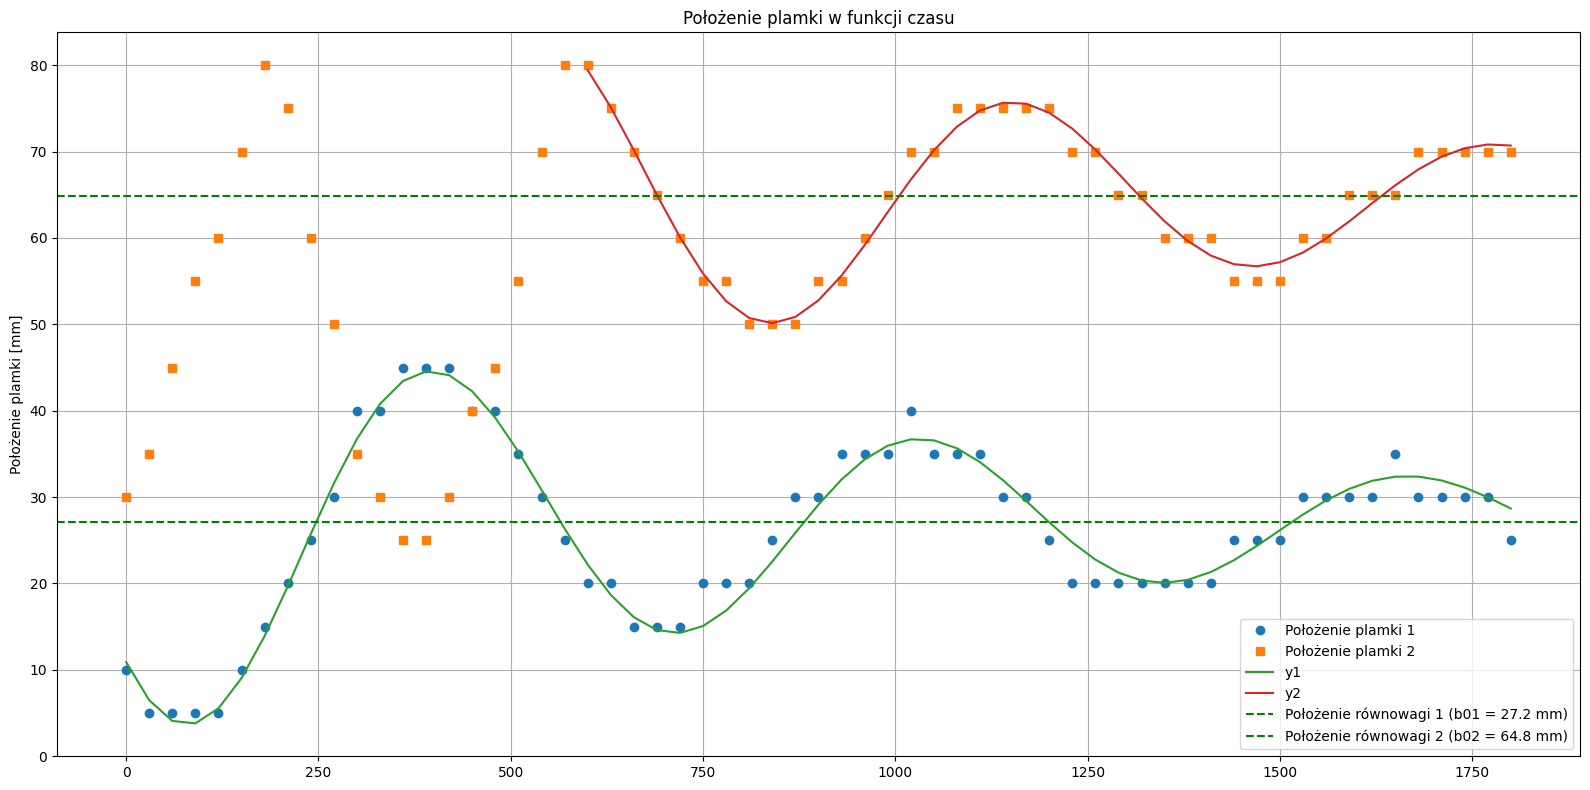 Położenie plamki w funkcji czasu
Położenie plamki [mm]
80
70
60
50
40
30
20
10
0
0
250
500
750
1000
1250
1500
1750
Położenie plamki 1
Położenie plamki 2
y1
y2
Położenie równowagi 1 (b01 = 27.2 mm)
Położenie równowagi 2 (b02 = 64.8 mm)